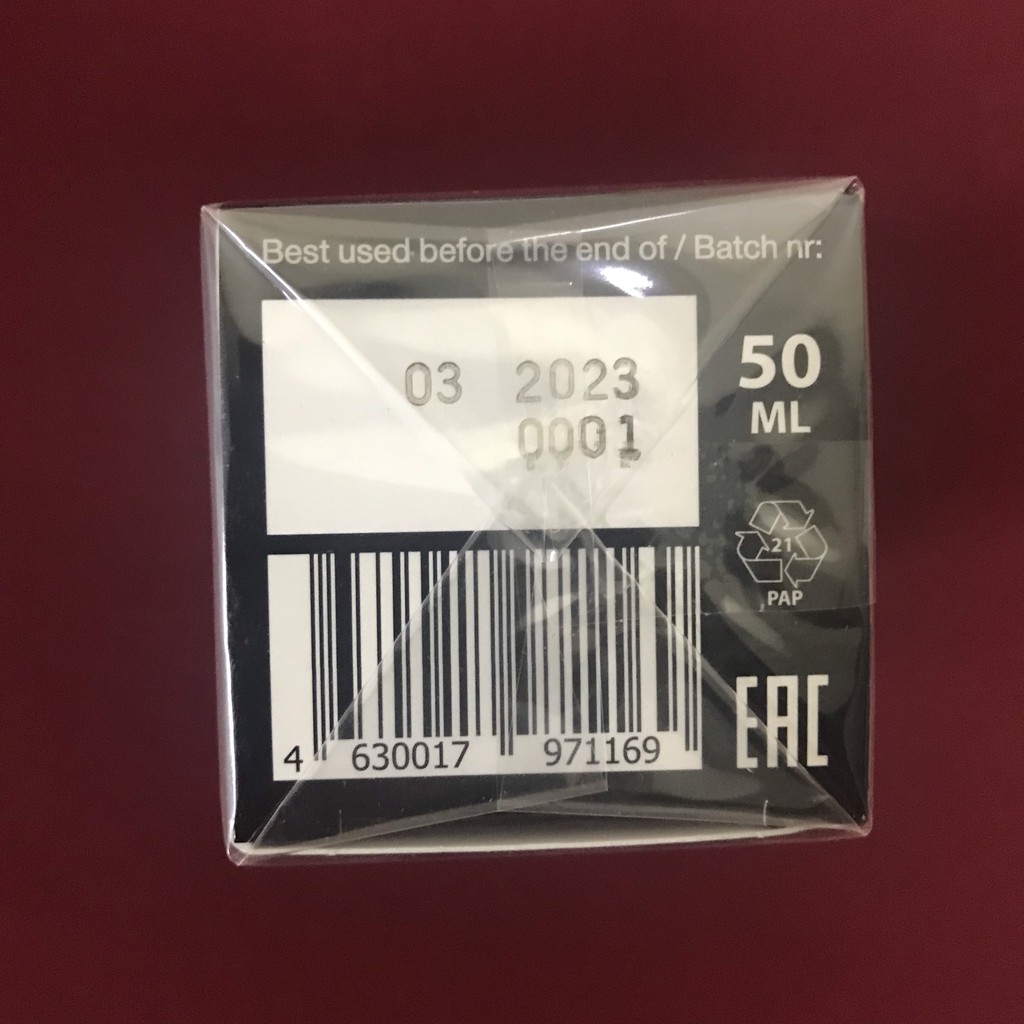 Best used before the end of / Batch nr:
03 2023
0001
50
ML
21
PAP
EAC
4 630017 971169